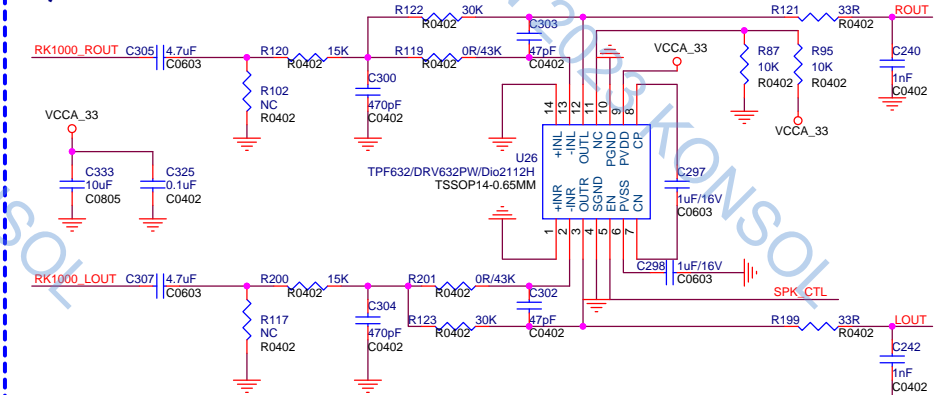 R122 30K
R0402
C303
47pF
C0402
R121 33R
R0402
ROUT
RK1000_ROUT
C305 4.7uF
C0603
R120 15K
R0402
R119 0R/43K
R0402
VCCA_33
R87
10K
R0402
R95
10K
R0402
C240
1nF
C0402
R102
NC
R0402
C300
470pF
C0402
VCCA_33
VCCA_33
14 13 12 11 10 9 8
+INL -INL OUTL NC PGND PVDD CP
U26
TPF632/DRV632PW/Dio2112H
TSSOP14-0.65MM
+INR -INR OUTR SGND EN PVSS CN
1 2 3 4 5 6 7
C333
10uF
C0805
C325
0.1uF
C0402
C297
1uF/16V
C0603
C298 1uF/16V
C0603
SPK_CTL
RK1000_LOUT
C307 4.7uF
C0603
R200 15K
R0402
R201 0R/43K
R0402
C302
47pF
C0402
R117
NC
R0402
C304
470pF
C0402
R123 30K
R0402
R199 33R
R0402
LOUT
C242
1nF
C0402
2023 KONSOL
SOL